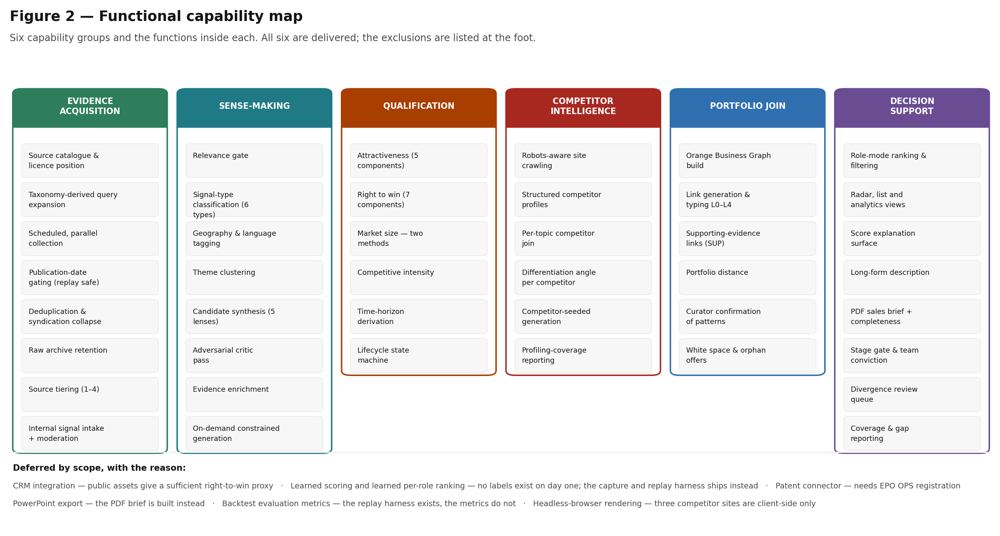 Figure 2 — Functional capability map
Six capability groups and the functions inside each. All six are delivered; the exclusions are listed at the foot.
EVIDENCE
ACQUISITION
Source catalogue &
licence position
Taxonomy-derived query
expansion
Scheduled, parallel
collection
Publication-date
gating (replay safe)
Deduplication &
syndication collapse
Raw archive retention
Source tiering (1–4)
Internal signal intake
+ moderation
SENSE-MAKING
Relevance gate
Signal-type
classification (6
types)
Geography & language
tagging
Theme clustering
Candidate synthesis (5
lenses)
Adversarial critic
pass
Evidence enrichment
On-demand constrained
generation
QUALIFICATION
Attractiveness (5
components)
Right to win (7
components)
Market size — two
methods
Competitive intensity
Time-horizon
derivation
Lifecycle state
machine
COMPETITOR
INTELLIGENCE
Robots-aware site
crawling
Structured competitor
profiles
Per-topic competitor
join
Differentiation angle
per competitor
Competitor-seeded
generation
Profiling-coverage
reporting
PORTFOLIO JOIN
Orange Business Graph
build
Link generation &
typing L0–L4
Supporting-evidence
links (SUP)
Portfolio distance
Curator confirmation
of patterns
White space & orphan
offers
DECISION
SUPPORT
Role-mode ranking &
filtering
Radar, list and
analytics views
Score explanation
surface
Long-form description
PDF sales brief +
completeness
Stage gate & team
conviction
Divergence review
queue
Coverage & gap
reporting
Deferred by scope, with the reason:
CRM integration — public assets give a sufficient right-to-win proxy · Learned scoring and learned per-role ranking — no labels exist on day one; the capture and replay harness ships instead · Patent connector — needs EPO OPS registration
PowerPoint export — the PDF brief is built instead · Backtest evaluation metrics — the replay harness exists, the metrics do not · Headless-browser rendering — three competitor sites are client-side only